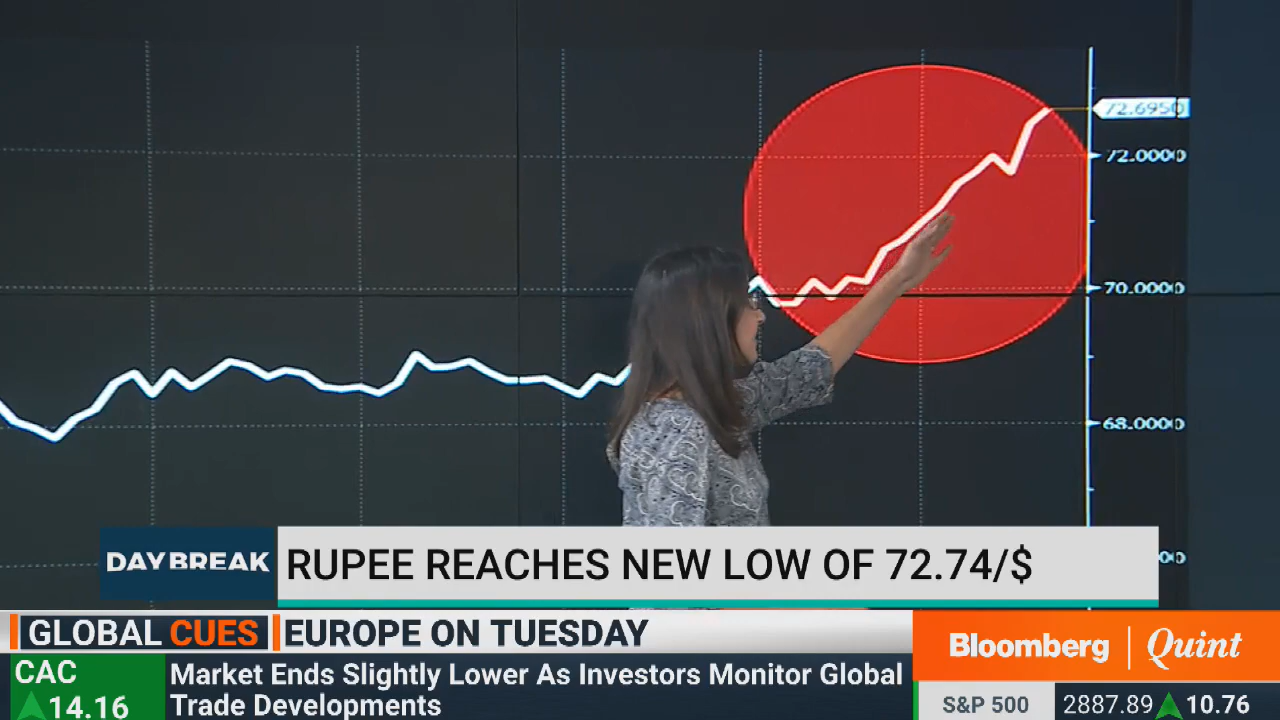 72.6950
72.0000
70.0000
68.0000
DAYBREAK
RUPEE REACHES NEW LOW OF 72.74/$
GLOBAL CUES
EUROPE ON TUESDAY
Bloomberg | Quint
CAC
▲14.16
Market Ends Slightly Lower As Investors Monitor Global
Trade Developments
S&P 500
2887.89 ▲ 10.76